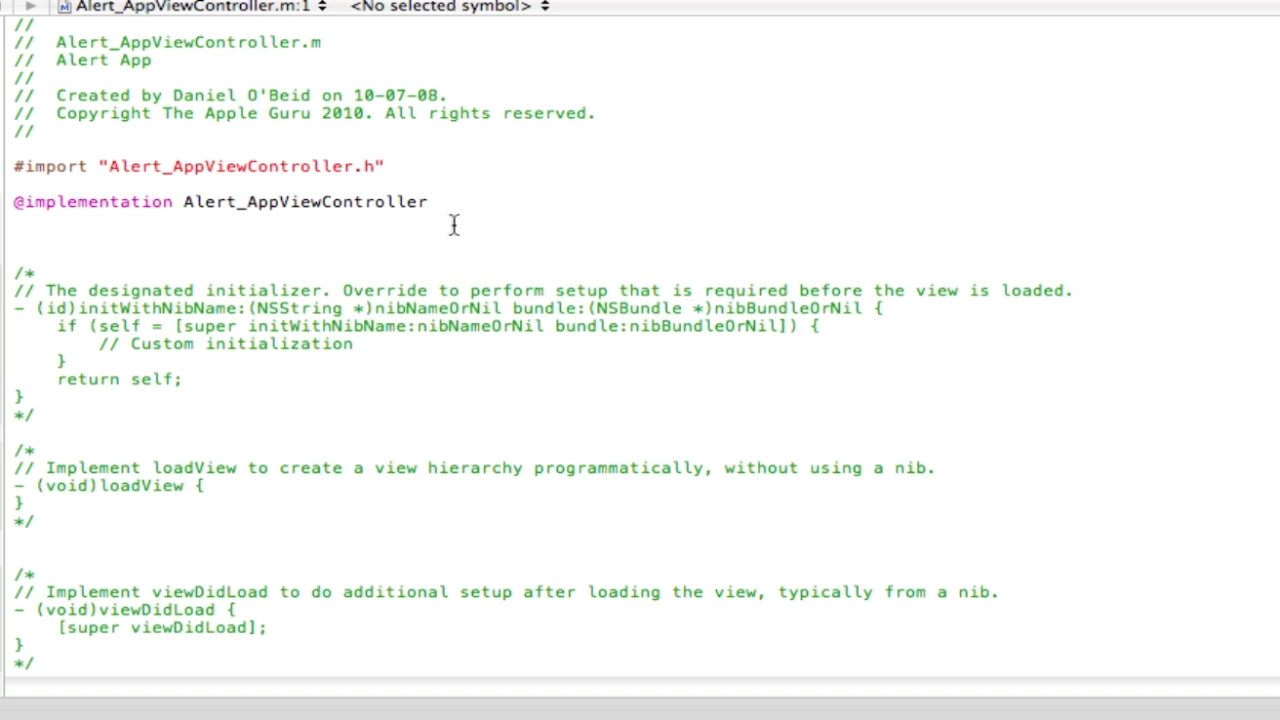 Alert_AppViewController.m:1 <No selected symbol>
//
// Alert_AppViewController.m
// Alert App
//
// Created by Daniel O'Beid on 10-07-08.
// Copyright The Apple Guru 2010. All rights reserved.
//
#import "Alert_AppViewController.h"
@implementation Alert_AppViewController
/*
// The designated initializer. Override to perform setup that is required before the view is loaded.
- (id)initWithNibName:(NSString *)nibNameOrNil bundle:(NSBundle *)nibBundleOrNil {
    if (self = [super initWithNibName:nibNameOrNil bundle:nibBundleOrNil]) {
        // Custom initialization
    }
    return self;
}
*/
/*
// Implement loadView to create a view hierarchy programmatically, without using a nib.
- (void)loadView {
}
*/
/*
// Implement viewDidLoad to do additional setup after loading the view, typically from a nib.
- (void)viewDidLoad {
    [super viewDidLoad];
}
*/